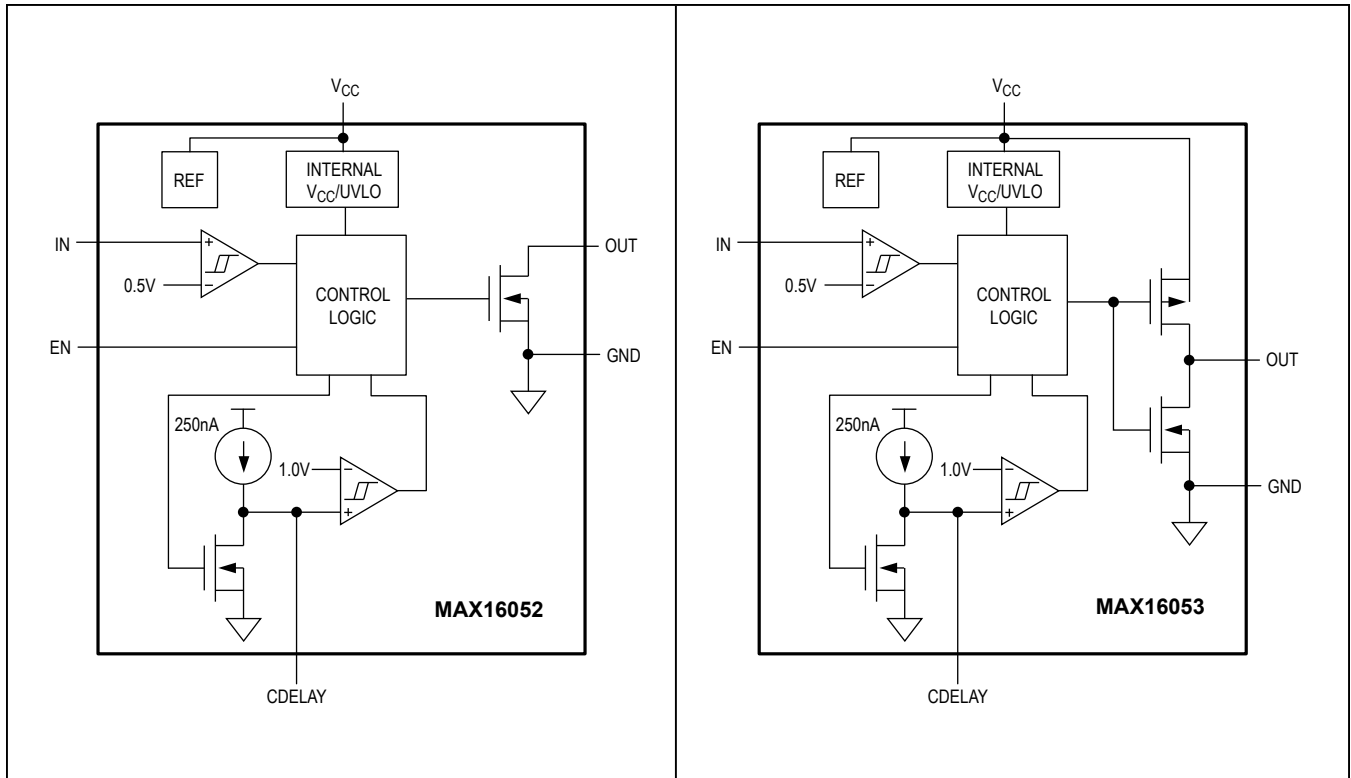 VCC
REF
INTERNAL
VCC/UVLO
IN
+
0.5V
−
CONTROL
LOGIC
OUT
EN
GND
250nA
1.0V
−
+
MAX16052
CDELAY
VCC
REF
INTERNAL
VCC/UVLO
IN
+
0.5V
−
CONTROL
LOGIC
EN
OUT
250nA
1.0V
−
+
GND
MAX16053
CDELAY